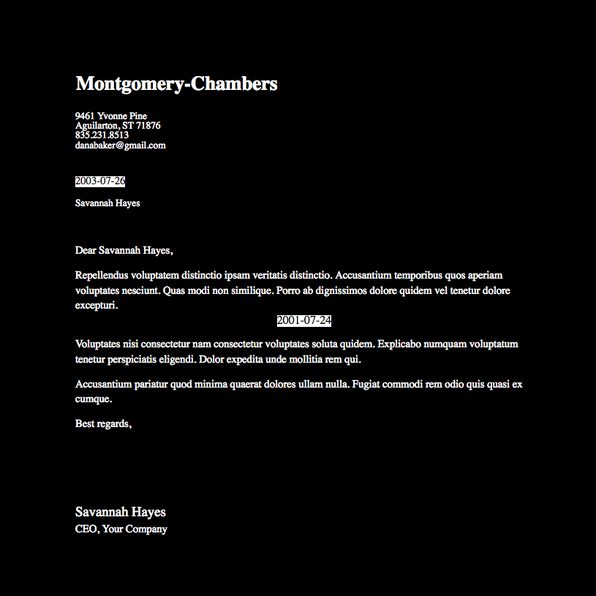 Montgomery-Chambers
9461 Yvonne Pine
Aguilarton, ST 71876
835.231.8513
danabaker@gmail.com
2003-07-26
Savannah Hayes
Dear Savannah Hayes,
Repellendus voluptatem distinctio ipsam veritatis distinctio. Accusantium temporibus quos aperiam
voluptates nesciunt. Quas modi non similique. Porro ab dignissimos dolore quidem vel tenetur dolore
excepturi.
2001-07-24
Voluptates nisi consectetur nam consectetur voluptates soluta quidem. Explicabo numquam voluptatum
tenetur perspiciatis eligendi. Dolor expedita unde mollitia rem qui.
Accusantium pariatur quod minima quaerat dolores ullam nulla. Fugiat commodi rem odio quis quasi ex
cumque.
Best regards,
Savannah Hayes
CEO, Your Company